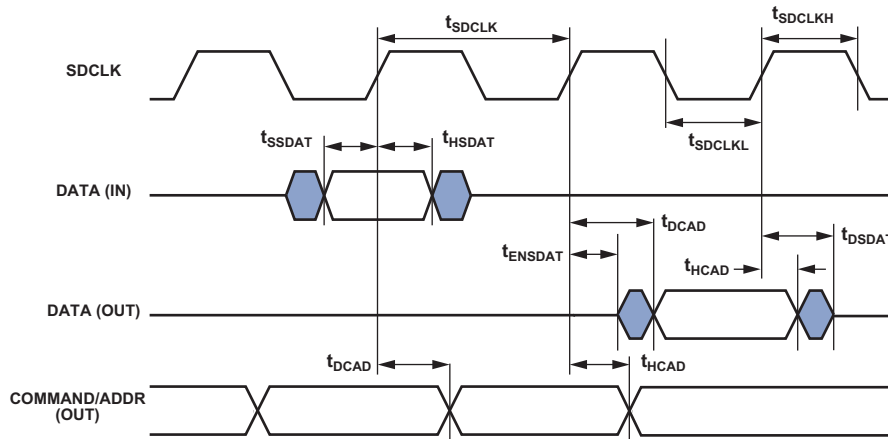 tSDCLK
tSDCLKH
SDCLK
tSSDAT
tHSDAT
tSDCLKL
DATA (IN)
tDCAD
tDSDAT
tENSDAT
tHCAD
DATA (OUT)
tDCAD
tHCAD
COMMAND/ADDR
(OUT)